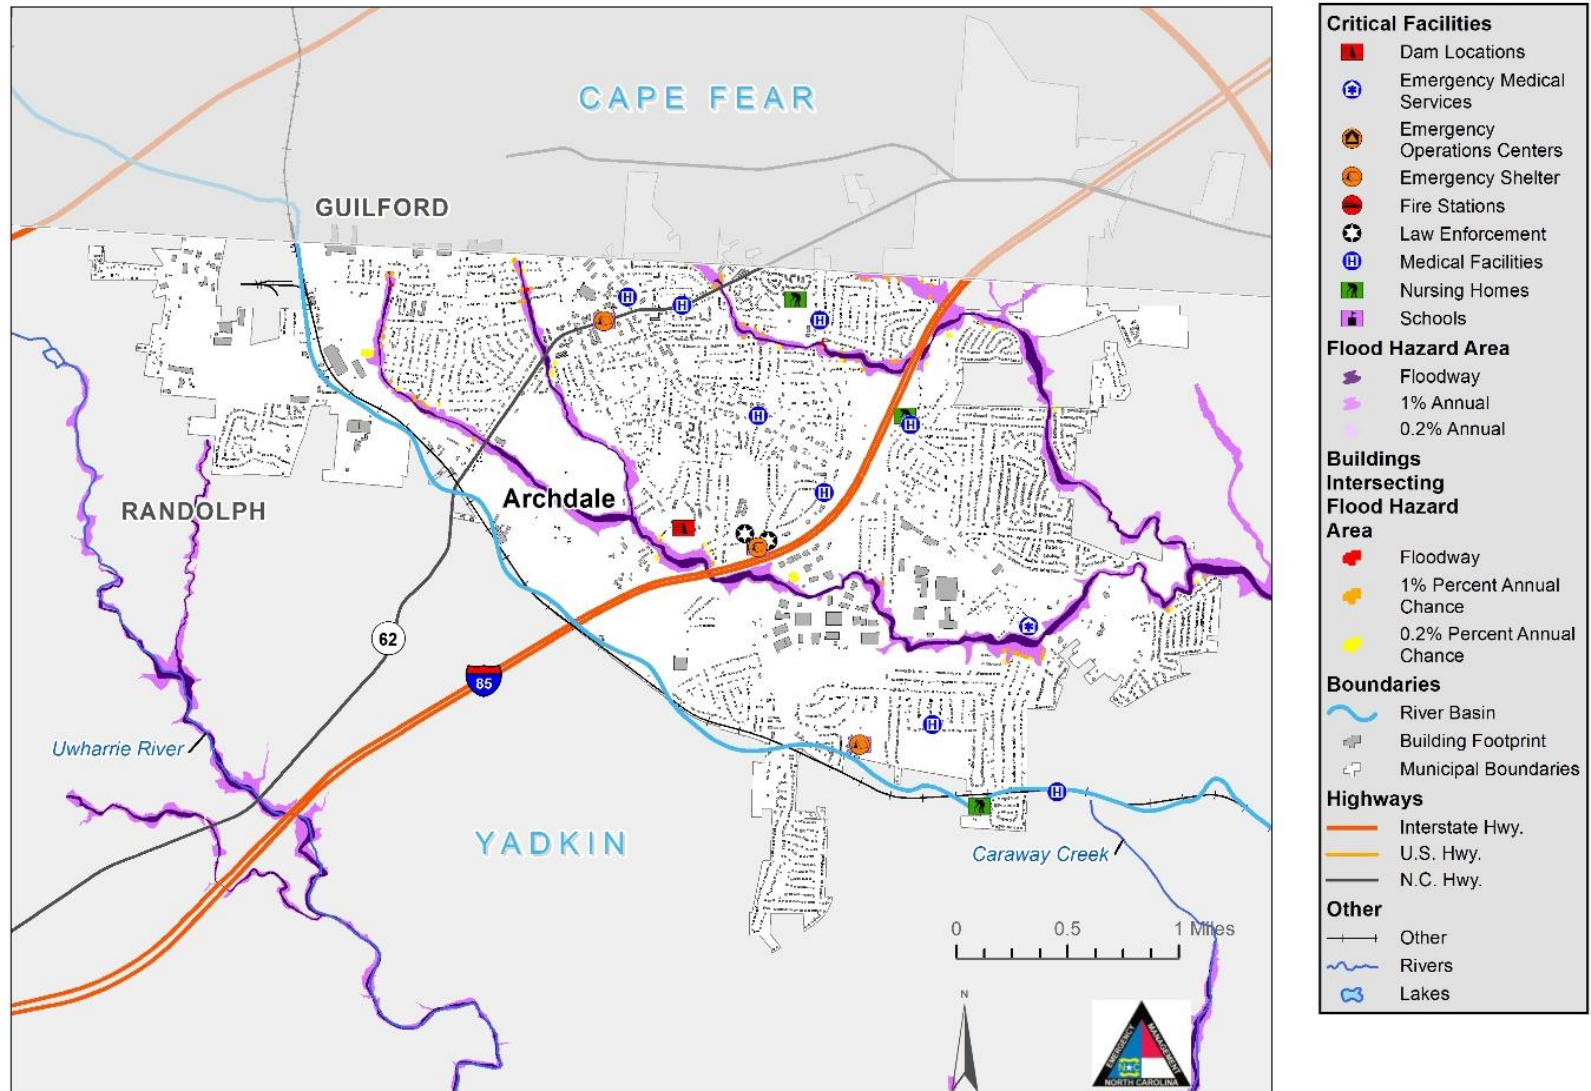 CAPE FEAR
GUILFORD
RANDOLPH
Archdale
62
85
Uwharrie River
YADKIN
Caraway Creek
0 0.5 1 Miles
N
EMERGENCY
MANAGEMENT
N C
NORTH CAROLINA
H
H
H
H
H
H
H
H
Critical Facilities
Dam Locations
Emergency Medical
Services
Emergency
Operations Centers
Emergency Shelter
Fire Stations
Law Enforcement
H Medical Facilities
Nursing Homes
Schools
Flood Hazard Area
Floodway
1% Annual
0.2% Annual
Buildings
Intersecting
Flood Hazard
Area
Floodway
1% Percent Annual
Chance
0.2% Percent Annual
Chance
Boundaries
River Basin
Building Footprint
Municipal Boundaries
Highways
Interstate Hwy.
U.S. Hwy.
N.C. Hwy.
Other
Other
Rivers
Lakes